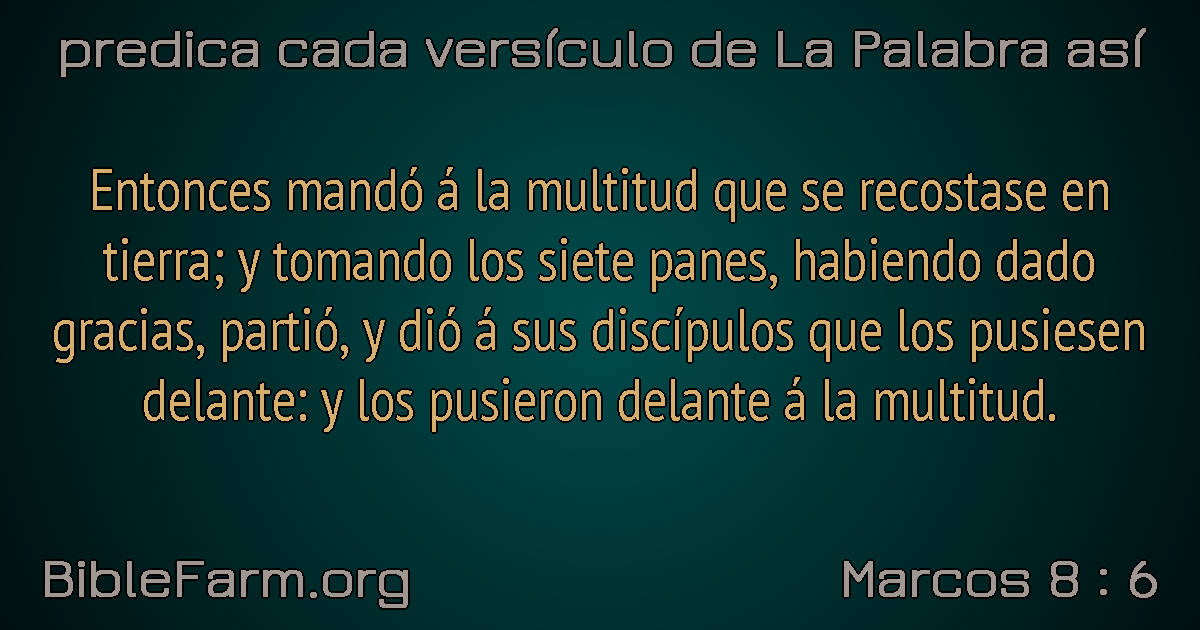 predica cada versículo de La Palabra así
Entonces mandó á la multitud que se recostase en
tierra; y tomando los siete panes, habiendo dado
gracias, partió, y dió á sus discípulos que los pusiesen
delante: y los pusieron delante á la multitud.
BibleFarm.org
Marcos 8 : 6